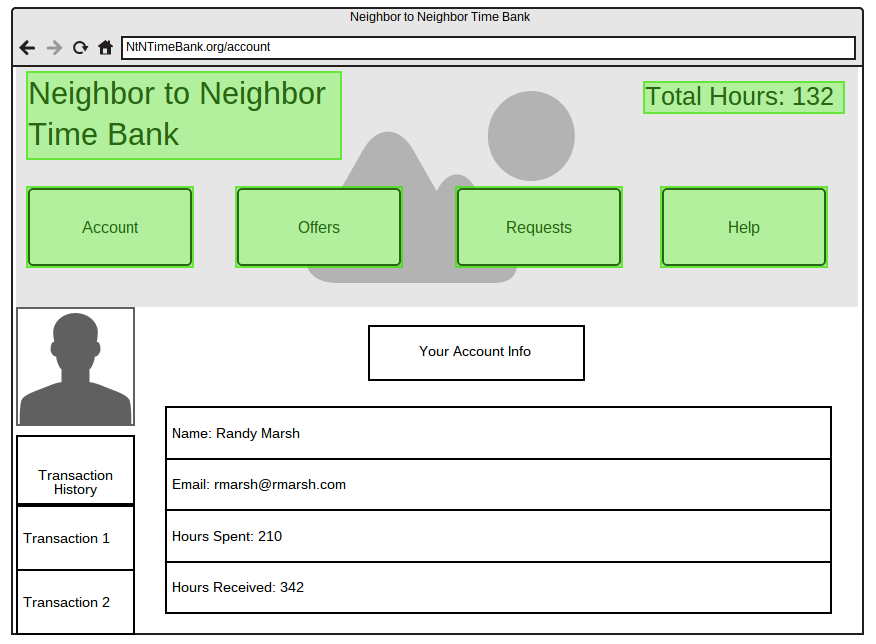 Neighbor to Neighbor Time Bank
NtNTimeBank.org/account
Neighbor to Neighbor
Time Bank
Total Hours: 132
Account
Offers
Requests
Help
Your Account Info
Name: Randy Marsh
Email: rmarsh@rmarsh.com
Hours Spent: 210
Hours Received: 342
Transaction
History
Transaction 1
Transaction 2